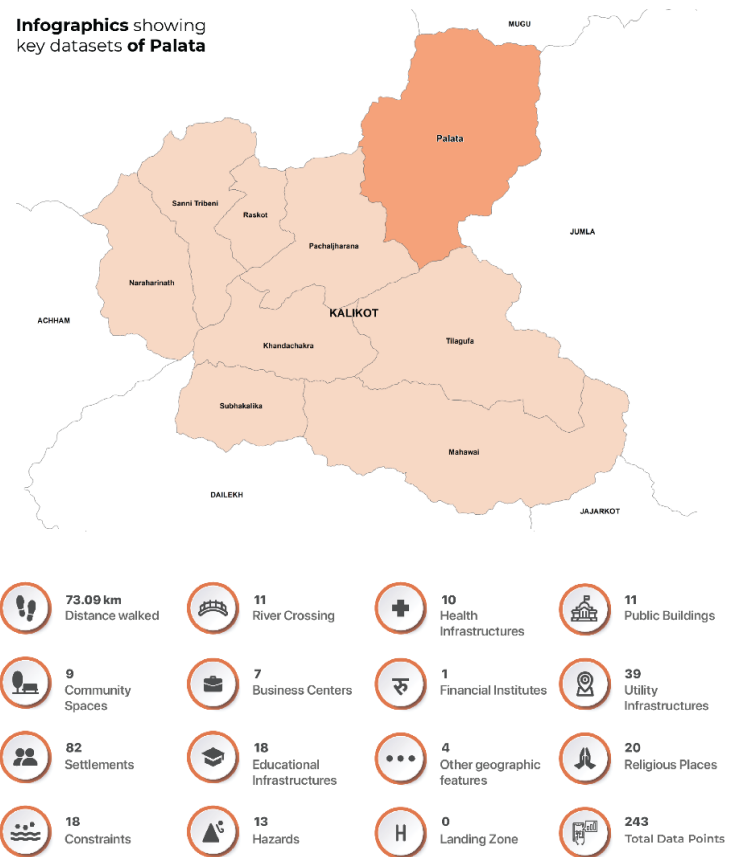 Infographics showing
key datasets of Palata
MUGU
Palata
Sanni Tribeni
Raskot
JUMLA
Pachaljharana
Naraharinath
KALIKOT
ACHHAM
Tilagufa
Khandachakra
Subhakalika
Mahawai
DAILEKH
JAJARKOT
73.09 km
Distance walked
11
River Crossing
10
Health
Infrastructures
11
Public Buildings
9
Community
Spaces
7
Business Centers
रु
1
Financial Institutes
39
Utility
Infrastructures
82
Settlements
18
Educational
Infrastructures
4
Other geographic
features
20
Religious Places
18
Constraints
13
Hazards
H
0
Landing Zone
243
Total Data Points